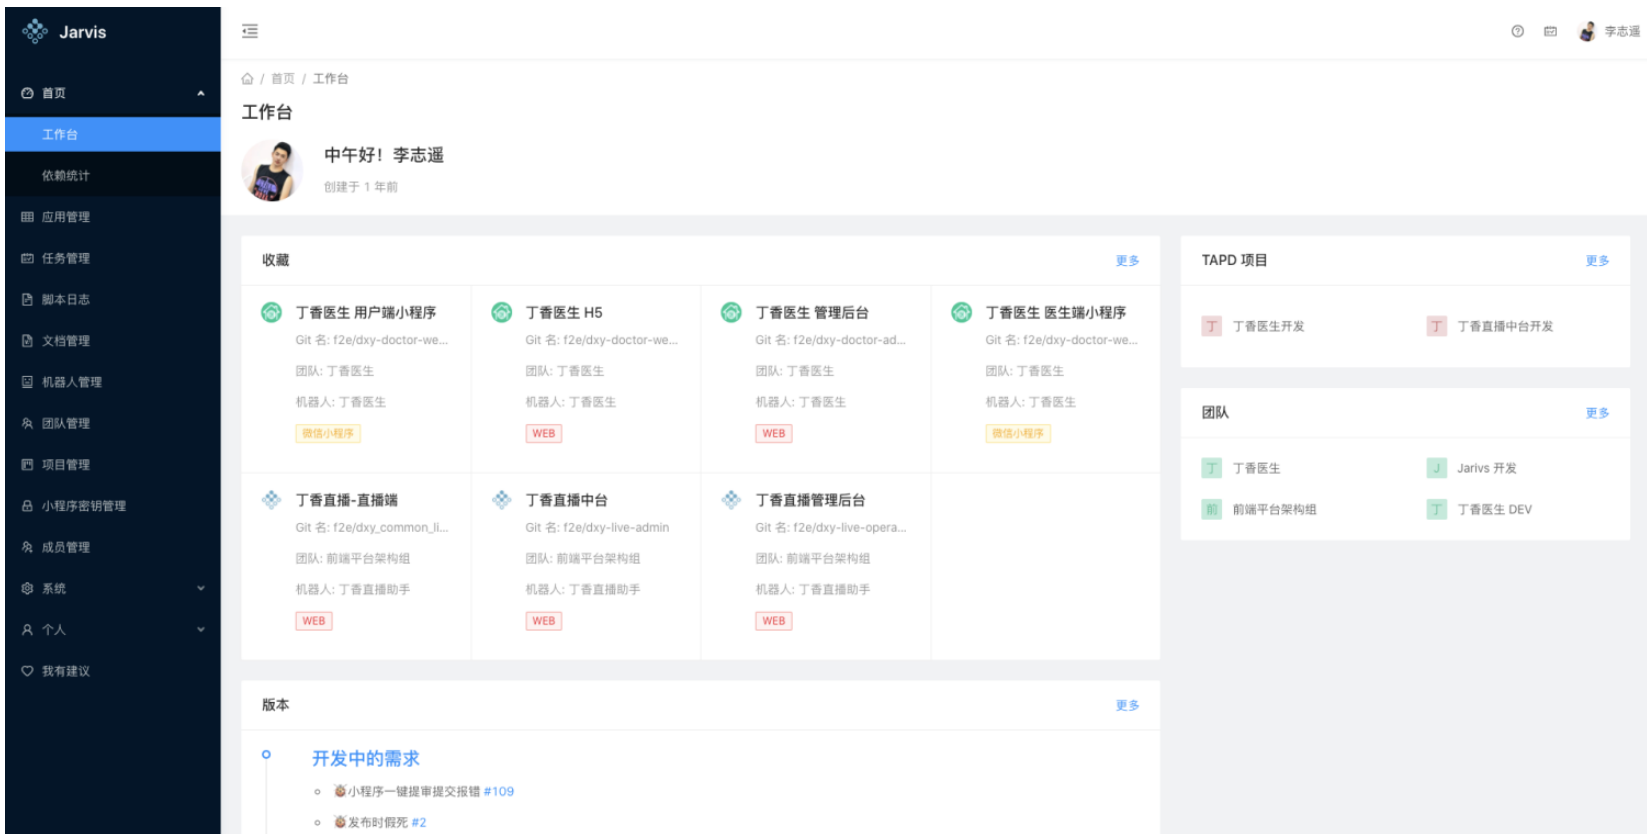 Jarvis
首页
工作台
依赖统计
应用管理
任务管理
脚本日志
文档管理
机器人管理
团队管理
项目管理
小程序密钥管理
成员管理
系统
个人
我有建议
李志遥
/ 首页 / 工作台
工作台
中午好！李志遥
创建于 1 年前
收藏 更多
丁香医生 用户端小程序
Git 名: f2e/dxy-doctor-we...
团队: 丁香医生
机器人: 丁香医生
微信小程序
丁香医生 H5
Git 名: f2e/dxy-doctor-we...
团队: 丁香医生
机器人: 丁香医生
WEB
丁香医生 管理后台
Git 名: f2e/dxy-doctor-ad...
团队: 丁香医生
机器人: 丁香医生
WEB
丁香医生 医生端小程序
Git 名: f2e/dxy-doctor-we...
团队: 丁香医生
机器人: 丁香医生
微信小程序
丁香直播-直播端
Git 名: f2e/dxy_common_li...
团队: 前端平台架构组
机器人: 丁香直播助手
WEB
丁香直播中台
Git 名: f2e/dxy-live-admin
团队: 前端平台架构组
机器人: 丁香直播助手
WEB
丁香直播管理后台
Git 名: f2e/dxy-live-opera...
团队: 前端平台架构组
机器人: 丁香直播助手
WEB
版本 更多
开发中的需求
小程序一键提审提交报错 #109
发布时假死 #2
TAPD 项目 更多
丁 丁香医生开发
丁 丁香直播中台开发
团队 更多
丁 丁香医生
J Jarivs 开发
前 前端平台架构组
丁 丁香医生 DEV